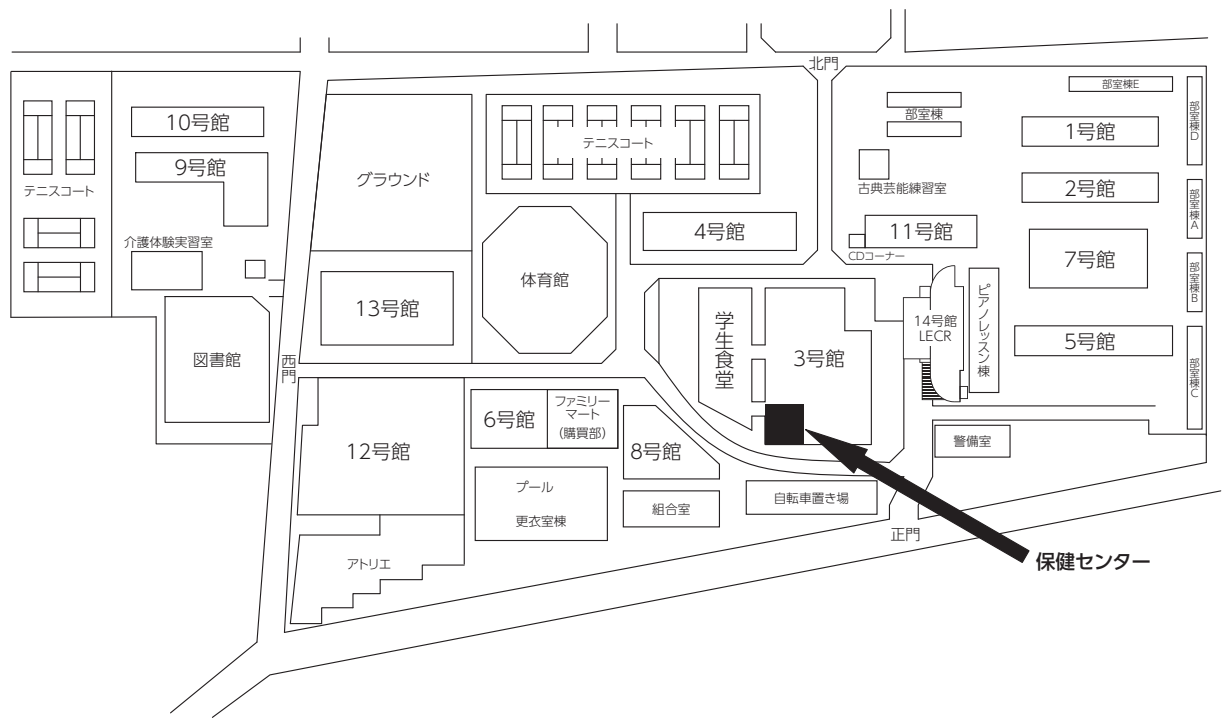 北門
部室棟E
部室棟D
10号館
部室棟
1号館
9号館
テニスコート
グラウンド
テニスコート
古典芸能練習室
2号館
部室棟A
介護体験実習室
4号館
11号館
CDコーナー
7号館
体育館
部室棟B
13号館
学生食堂
3号館
14号館
LECR
ピアノレッスン棟
5号館
図書館
西門
部室棟C
6号館
ファミリー
マート
(購買部)
12号館
8号館
警備室
プール
更衣室棟
組合室
自転車置き場
正門
アトリエ
保健センター